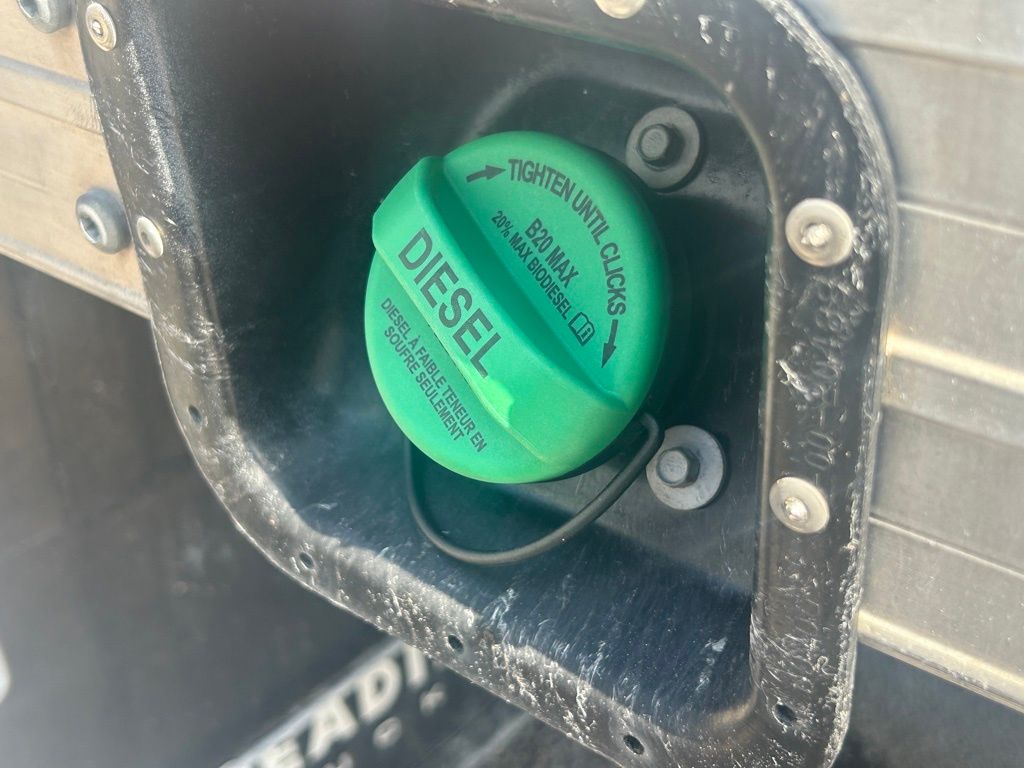 TIGHTEN UNTIL CLICKS
B20 MAX
20% MAX BIODIESEL
DIESEL
DIESEL À FAIBLE TENEUR EN
SOUFRE SEULEMENT